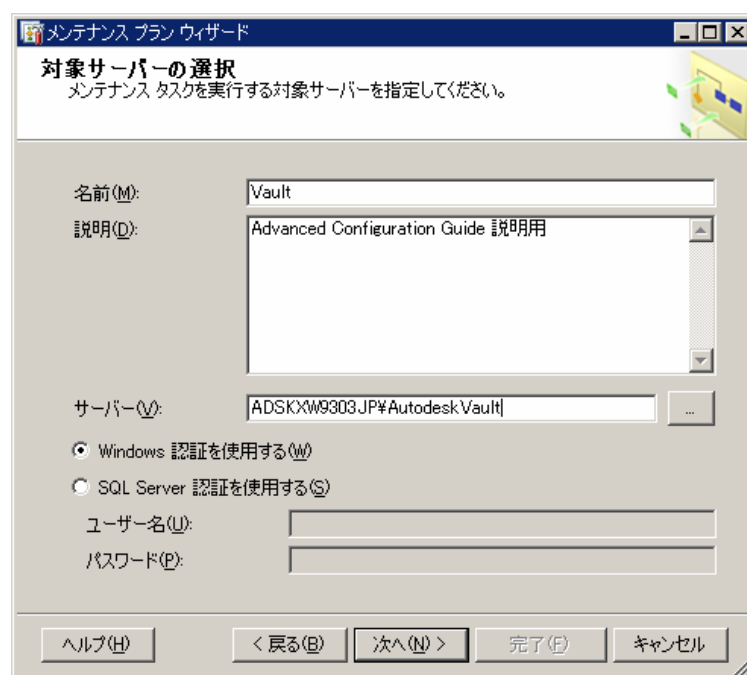 メンテナンス プラン ウィザード
対象サーバーの選択
メンテナンス タスクを実行する対象サーバーを指定してください。
名前(M): Vault
説明(D): Advanced Configuration Guide 説明用
サーバー(V): ADSKXW9303JP¥AutodeskVault ...
Windows 認証を使用する(W)
SQL Server 認証を使用する(S)
ユーザー名(U):
パスワード(P):
ヘルプ(H) < 戻る(B) 次へ(N) > 完了(F) キャンセル